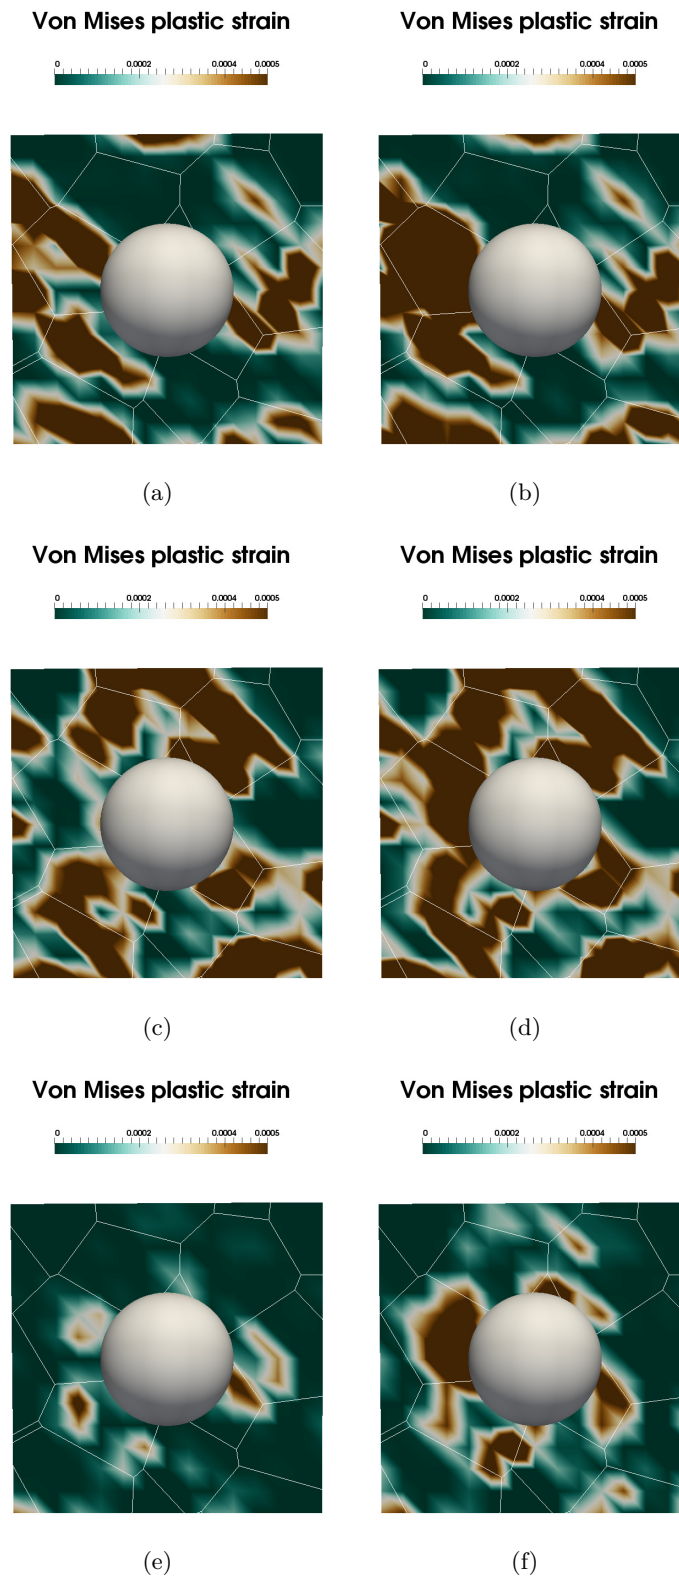 Von Mises plastic strain Von Mises plastic strain
0 0.0002 0.0004 0.0005 0 0.0002 0.0004 0.0005
(a) (b)
Von Mises plastic strain Von Mises plastic strain
0 0.0002 0.0004 0.0005 0 0.0002 0.0004 0.0005
(c) (d)
Von Mises plastic strain Von Mises plastic strain
0 0.0002 0.0004 0.0005 0 0.0002 0.0004 0.0005
(e) (f)